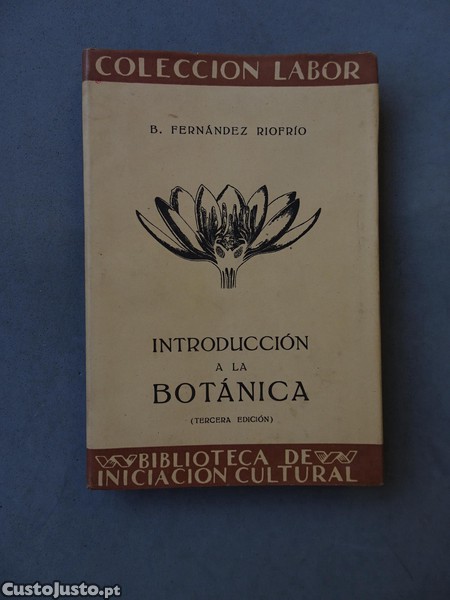 COLECCION LABOR
B. FERNÁNDEZ RIOFRÍO
INTRODUCCIÓN
A LA
BOTÁNICA
(TERCERA EDICIÓN)
BIBLIOTECA DE
INICIACION CULTURAL
CustoJusto.pt